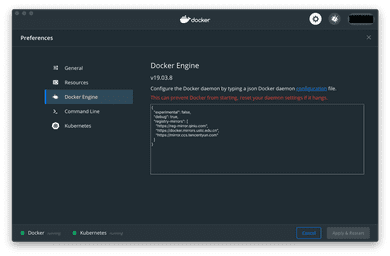 docker
Preferences
General
Resources
Docker Engine
Command Line
Kubernetes
Docker Engine
v19.03.8
Configure the Docker daemon by typing a json Docker daemon configuration file.
This can prevent Docker from starting. Reset your daemon settings if it hangs.
{
"experimental": false,
"debug": true,
"registry-mirrors": [
"https://reg-mirror.qiniu.com",
"https://docker.mirrors.ustc.edu.cn",
"https://mirror.ccs.tencentyun.com"
]
}
Docker running
Kubernetes running
Cancel
Apply & Restart